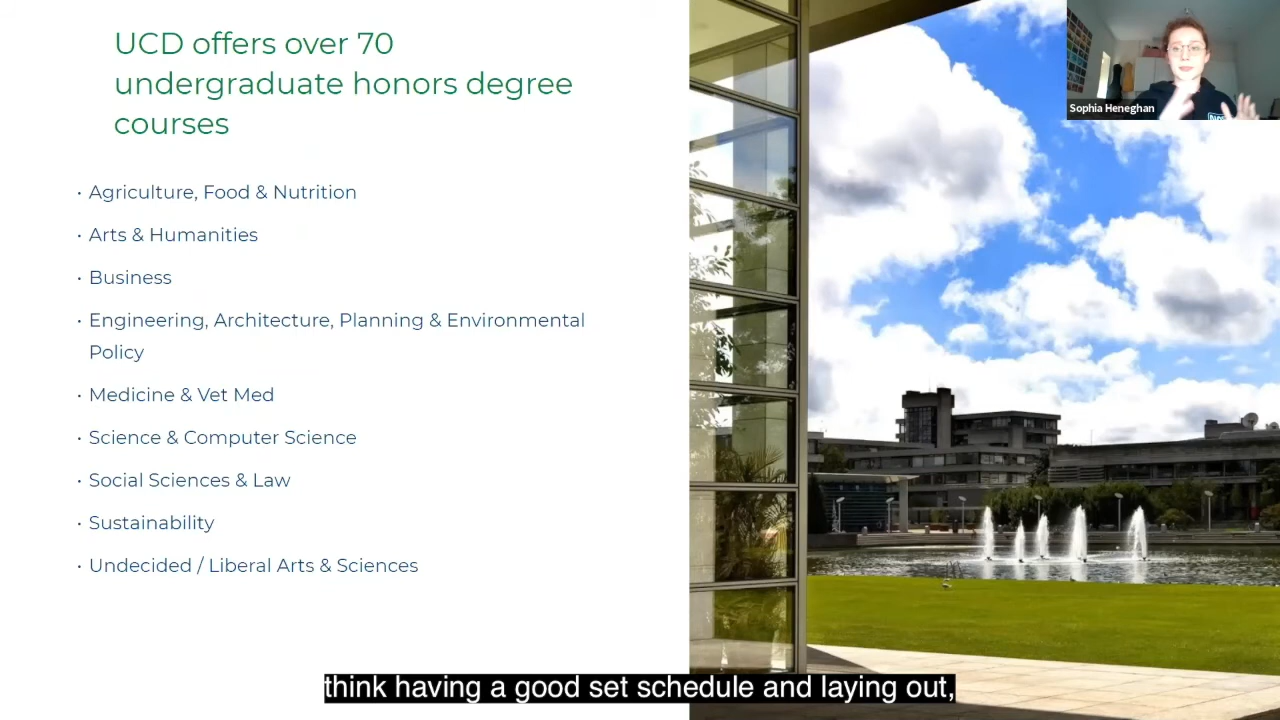 UCD offers over 70
undergraduate honors degree
courses
· Agriculture, Food & Nutrition
· Arts & Humanities
· Business
· Engineering, Architecture, Planning & Environmental
Policy
· Medicine & Vet Med
· Science & Computer Science
· Social Sciences & Law
· Sustainability
· Undecided / Liberal Arts & Sciences
Sophia Heneghan
think having a good set schedule and laying out,